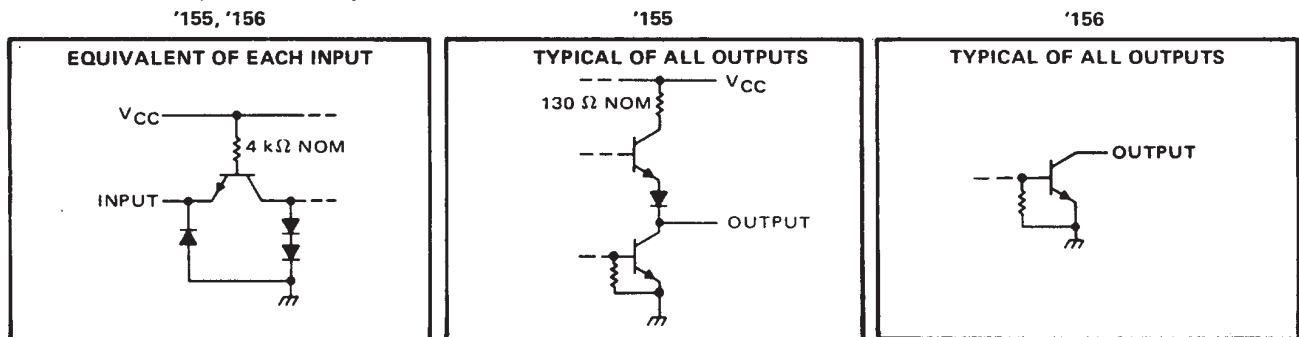 '155, '156
EQUIVALENT OF EACH INPUT
VCC
4 kΩ NOM
INPUT
'155
TYPICAL OF ALL OUTPUTS
VCC
130 Ω NOM
OUTPUT
'156
TYPICAL OF ALL OUTPUTS
OUTPUT